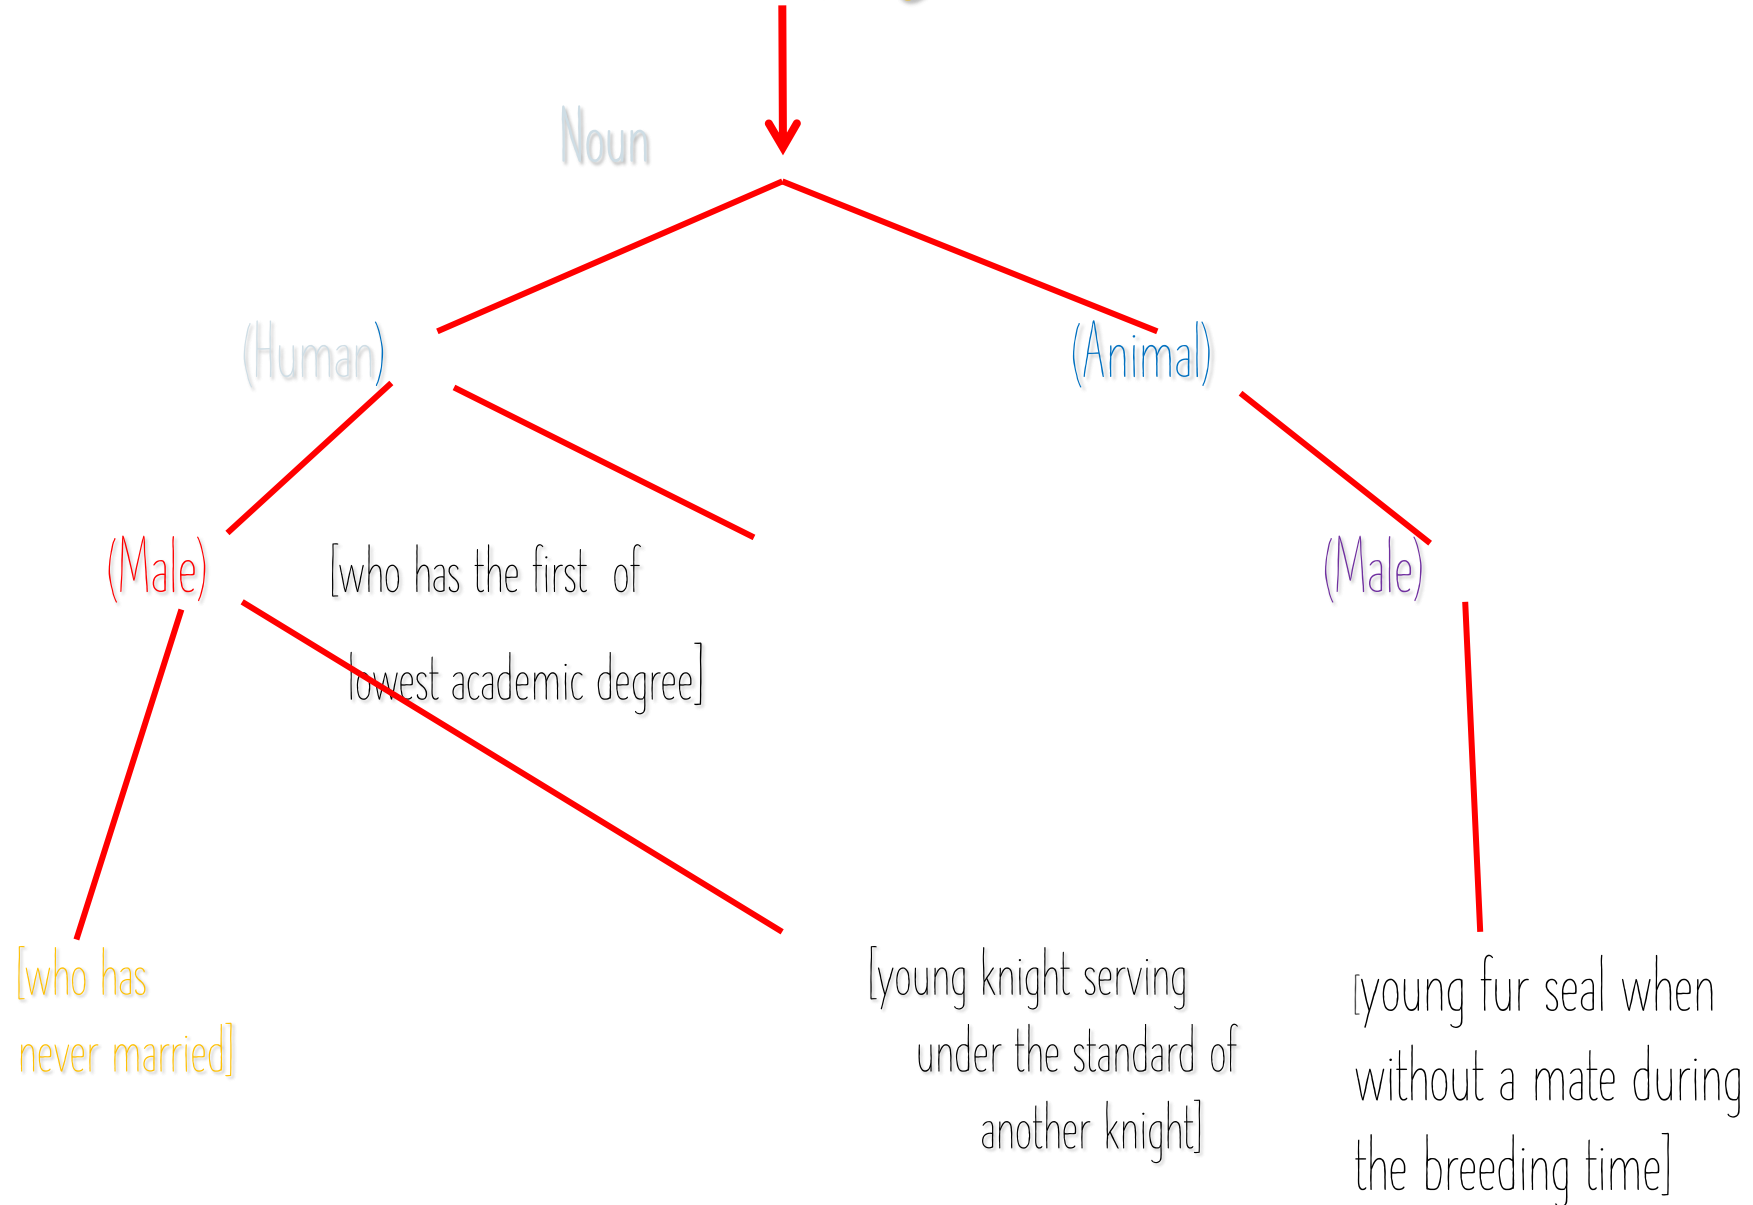 Noun
(Human)
(Animal)
(Male)
[who has the first of
lowest academic degree]
(Male)
[who has
never married]
[young knight serving
under the standard of
another knight]
[young fur seal when
without a mate during
the breeding time]